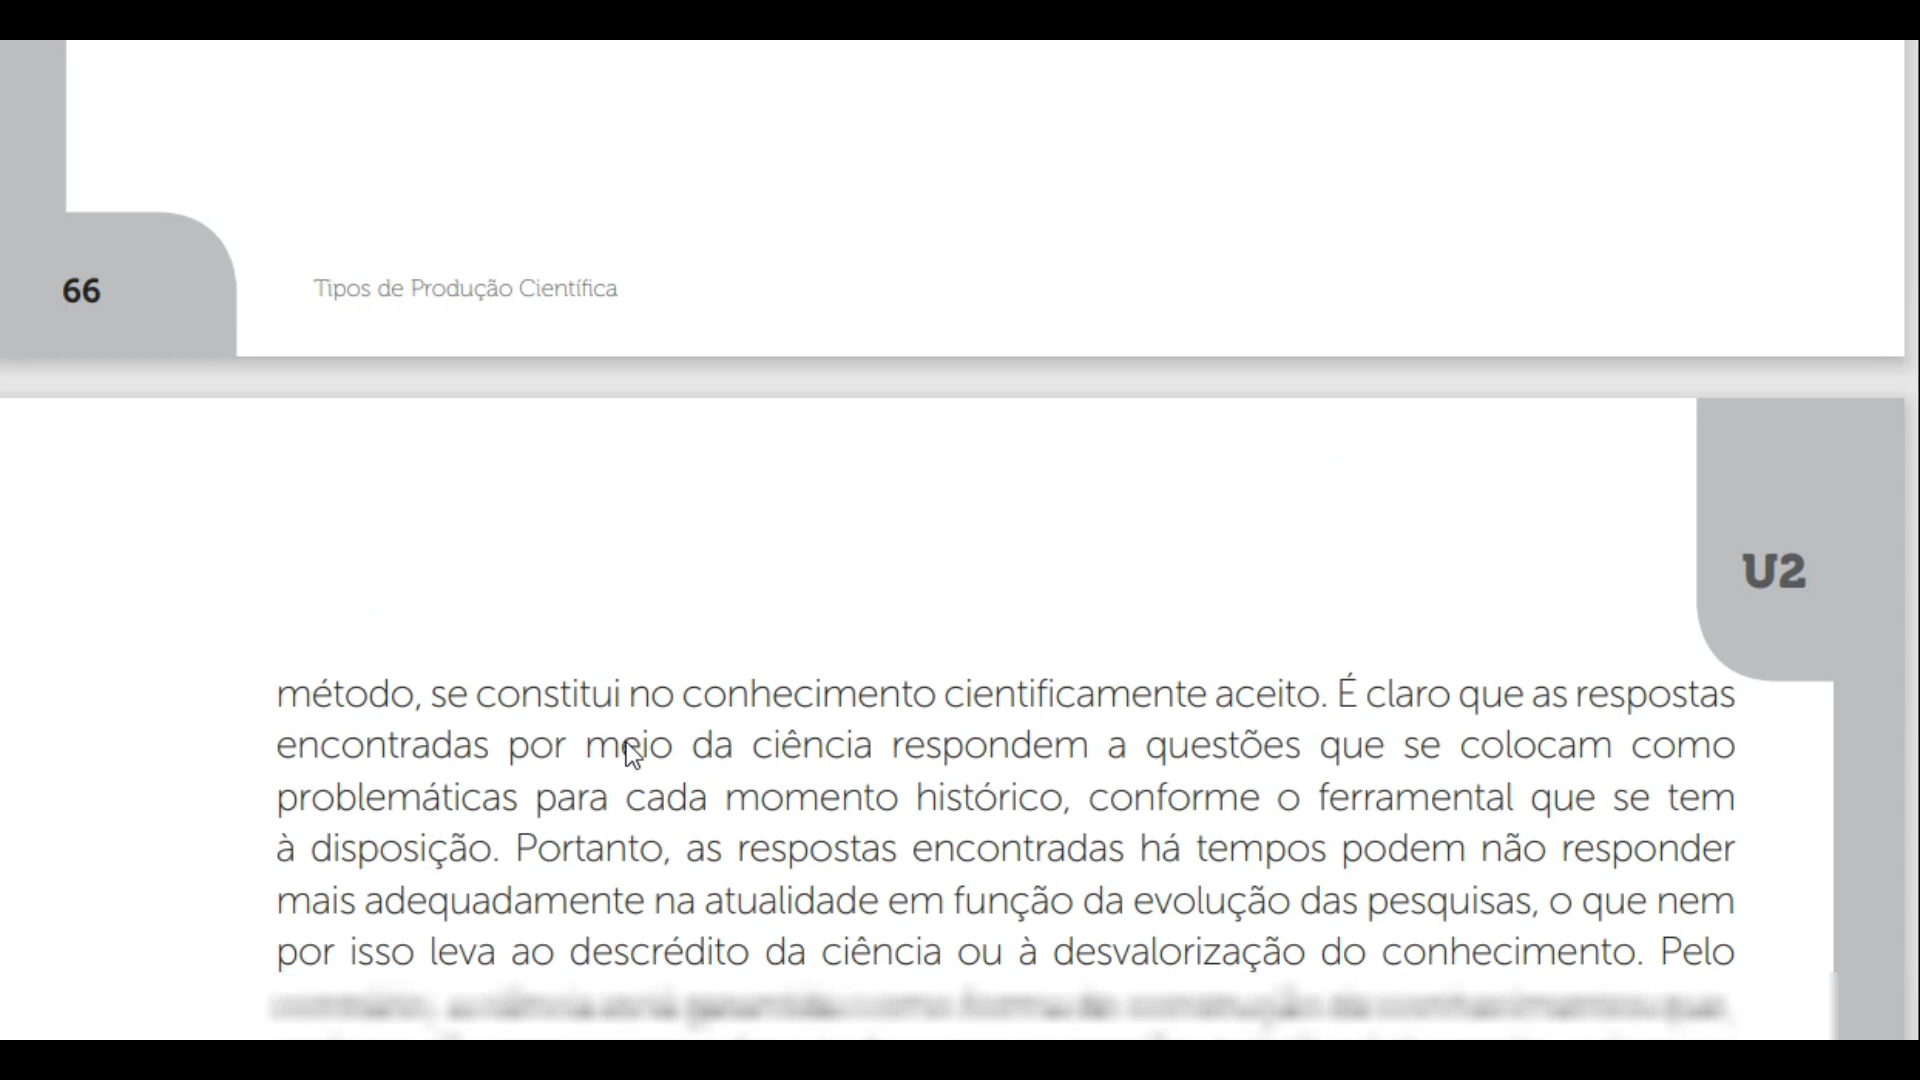 66
Tipos de Produção Científica
U2
método, se constitui no conhecimento cientificamente aceito. É claro que as respostas
encontradas por meio da ciência respondem a questões que se colocam como
problemáticas para cada momento histórico, conforme o ferramental que se tem
à disposição. Portanto, as respostas encontradas há tempos podem não responder
mais adequadamente na atualidade em função da evolução das pesquisas, o que nem
por isso leva ao descrédito da ciência ou à desvalorização do conhecimento. Pelo